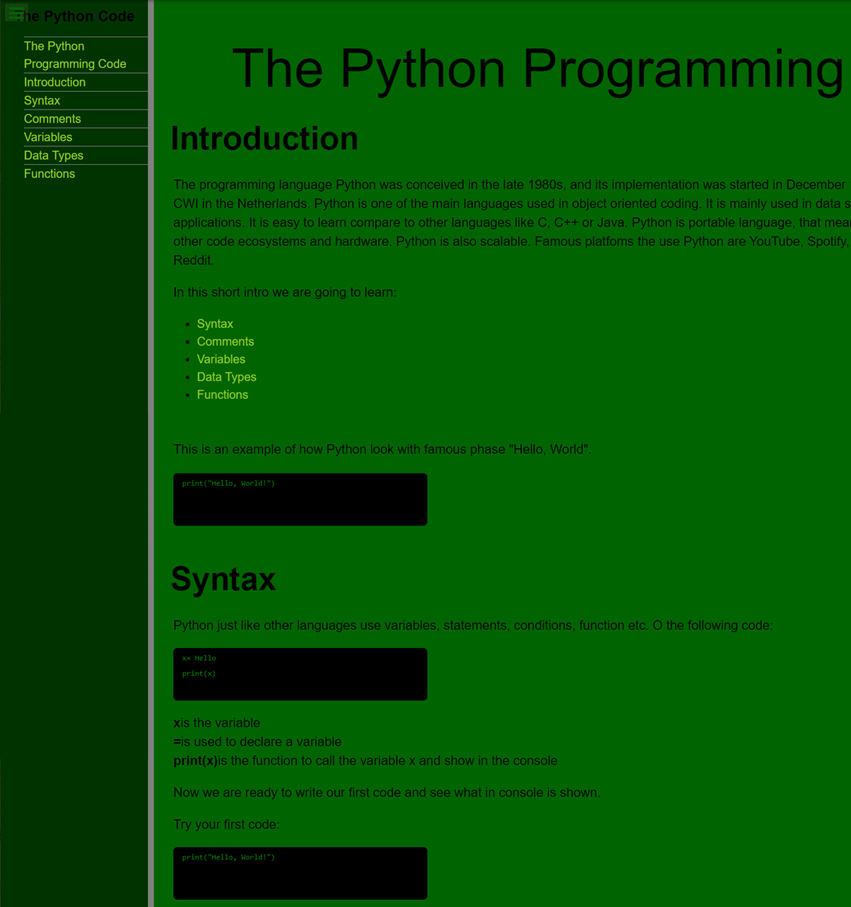 The Python Code
The Python
Programming Code
Introduction
Syntax
Comments
Variables
Data Types
Functions
The Python Programming
Introduction
The programming language Python was conceived in the late 1980s, and its implementation was started in December
CWI in the Netherlands. Python is one of the main languages used in object oriented coding. It is mainly used in data s
applications. It is easy to learn compare to other languages like C, C++ or Java. Python is portable language, that mea
other code ecosystems and hardware. Python is also scalable. Famous platfoms the use Python are YouTube, Spotify,
Reddit.
In this short intro we are going to learn:
Syntax
Comments
Variables
Data Types
Functions
This is an example of how Python look with famous phase "Hello, World".
print("Hello, World!")
Syntax
Python just like other languages use variables, statements, conditions, function etc. O the following code:
x= Hello
print(x)
xis the variable
=is used to declare a variable
print(x)is the function to call the variable x and show in the console
Now we are ready to write our first code and see what in console is shown.
Try your first code:
print("Hello, World!")